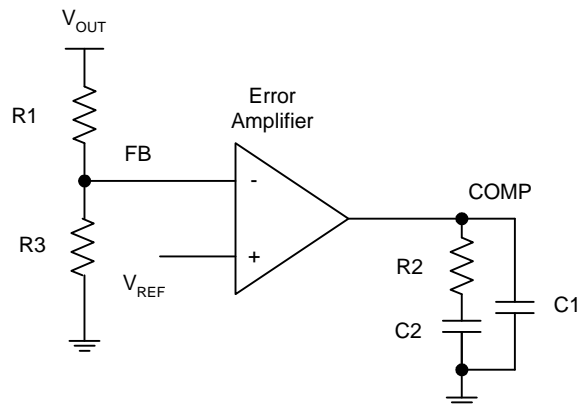 VOUT
R1
FB
Error
Amplifier
-
COMP
R3
+
VREF
R2
C2
C1